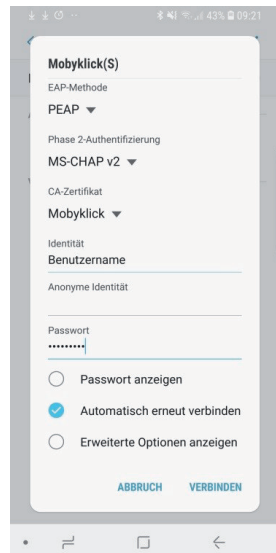 43% 09:21
Mobyklick(S)
EAP-Methode
PEAP
Phase 2-Authentifizierung
MS-CHAP v2
CA-Zertifikat
Mobyklick
Identität
Benutzername
Anonyme Identität
Passwort
•••••••••
Passwort anzeigen
Automatisch erneut verbinden
Erweiterte Optionen anzeigen
ABBRUCH VERBINDEN